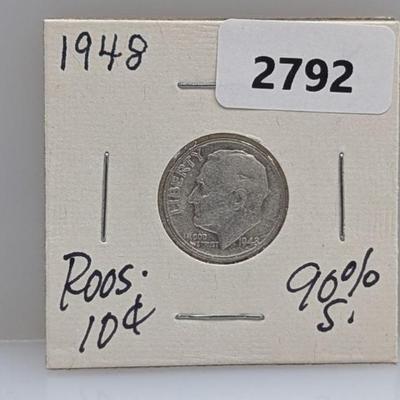 1948
2792
LIBERTY
IN GOD
WE TRUST
1948
Roos.
10¢
90%
S.